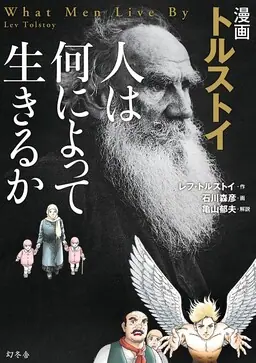 What Men Live By
Lev Tolstoy
漫画
トルストイ
人は
何によって
生きるか
レフ・トルストイ・作
石川森彦・画
亀山郁夫・解説
幻冬舎